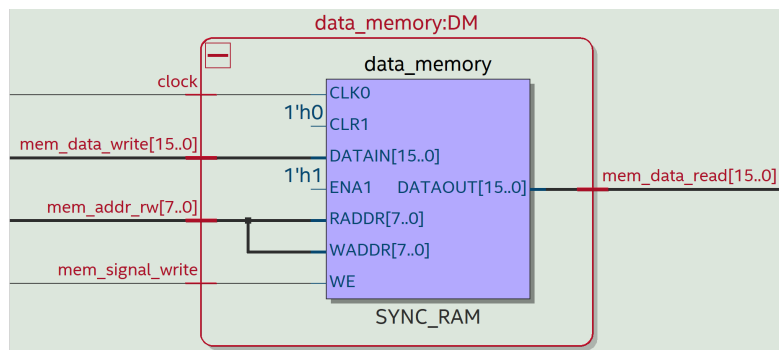 data_memory:DM
data_memory
clock
CLK0
1'h0
CLR1
mem_data_write[15..0]
DATAIN[15..0]
1'h1
ENA1
DATAOUT[15..0]
mem_data_read[15..0]
mem_addr_rw[7..0]
RADDR[7..0]
WADDR[7..0]
mem_signal_write
WE
SYNC_RAM